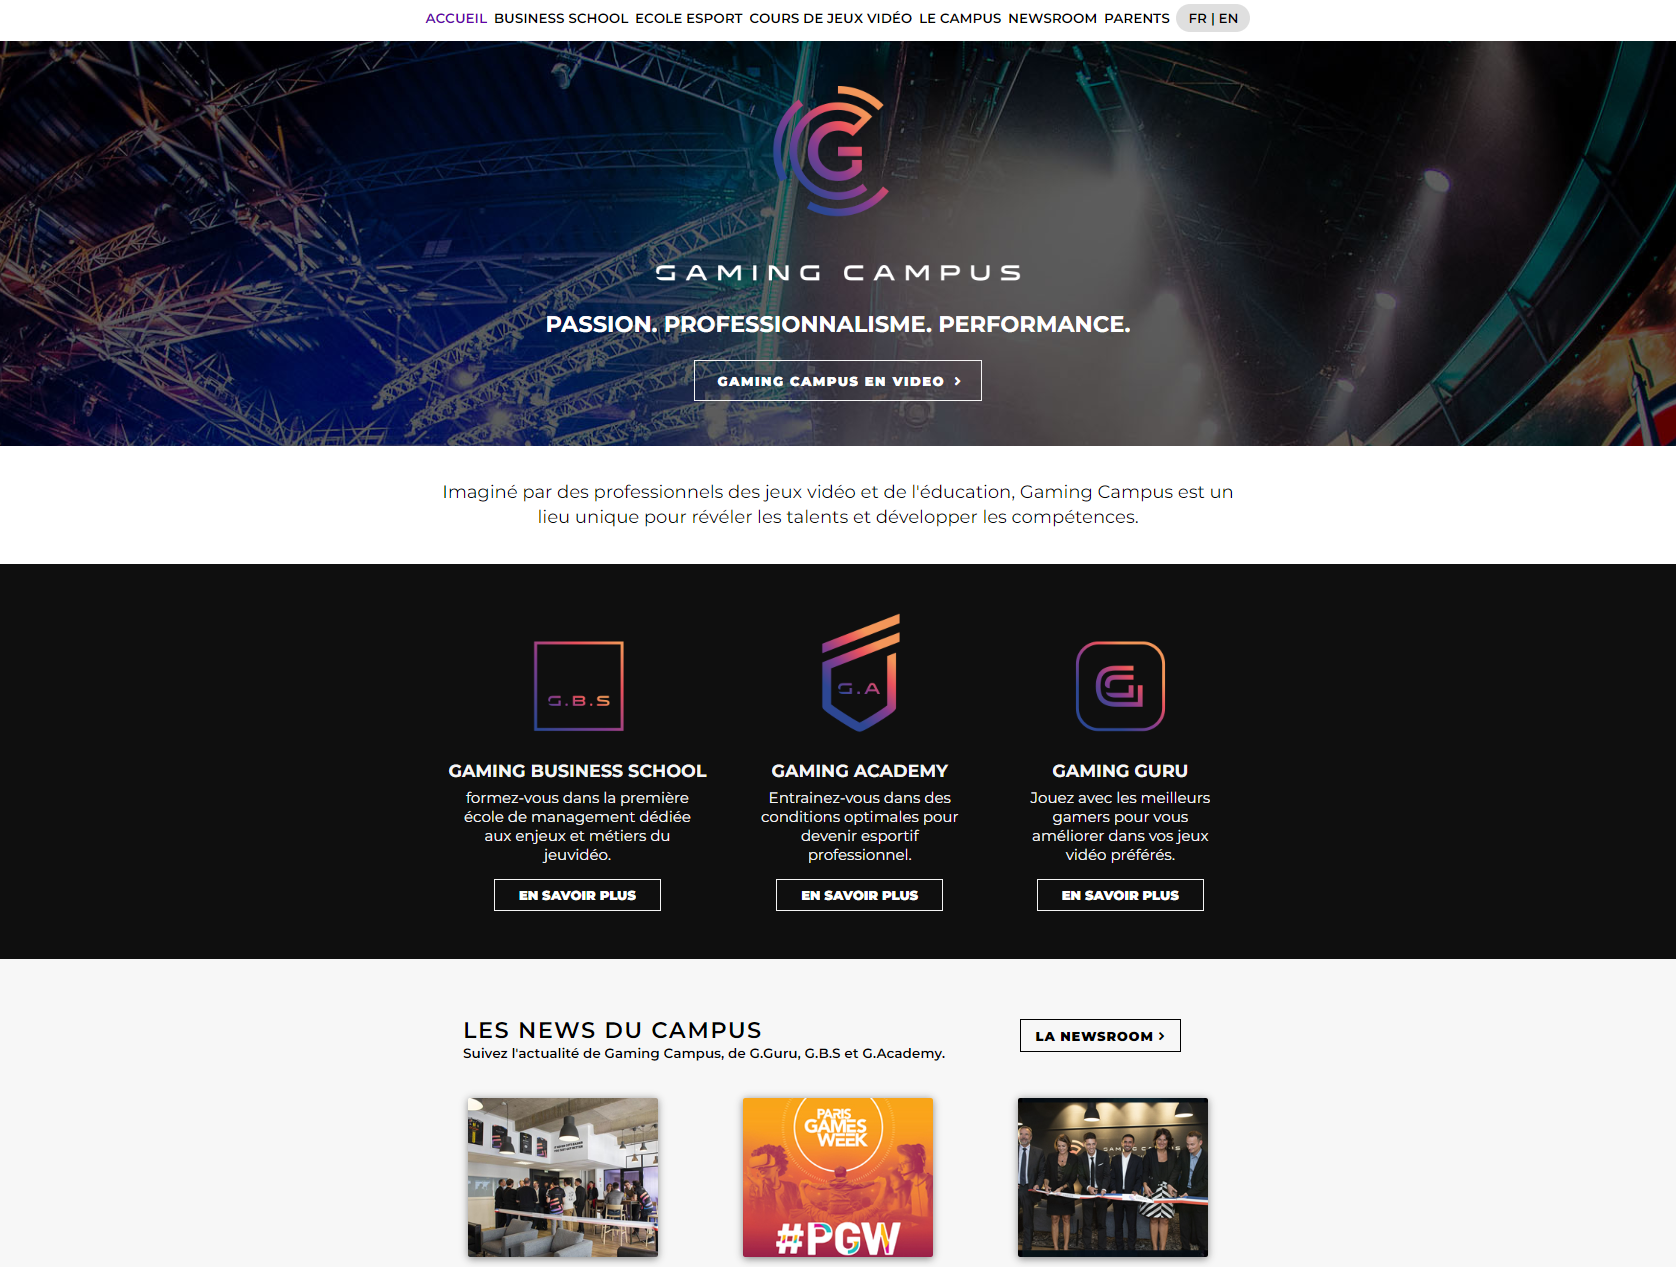 ACCUEIL BUSINESS SCHOOL ECOLE ESPORT COURS DE JEUX VIDÉO LE CAMPUS NEWSROOM PARENTS FR | EN
GAMING CAMPUS
PASSION. PROFESSIONNALISME. PERFORMANCE.
GAMING CAMPUS EN VIDEO >
Imaginé par des professionnels des jeux vidéo et de l'éducation, Gaming Campus est un
lieu unique pour révéler les talents et développer les compétences.
G.B.S
GAMING BUSINESS SCHOOL
formez-vous dans la première
école de management dédiée
aux enjeux et métiers du
jeuvidéo.
EN SAVOIR PLUS
G.A
GAMING ACADEMY
Entrainez-vous dans des
conditions optimales pour
devenir esportif
professionnel.
EN SAVOIR PLUS
G
GAMING GURU
Jouez avec les meilleurs
gamers pour vous
améliorer dans vos jeux
vidéo préférés.
EN SAVOIR PLUS
LES NEWS DU CAMPUS
Suivez l'actualité de Gaming Campus, de G.Guru, G.B.S et G.Academy.
LA NEWSROOM >
PARIS
GAMES
WEEK
#PGW
GAMING CAMPUS